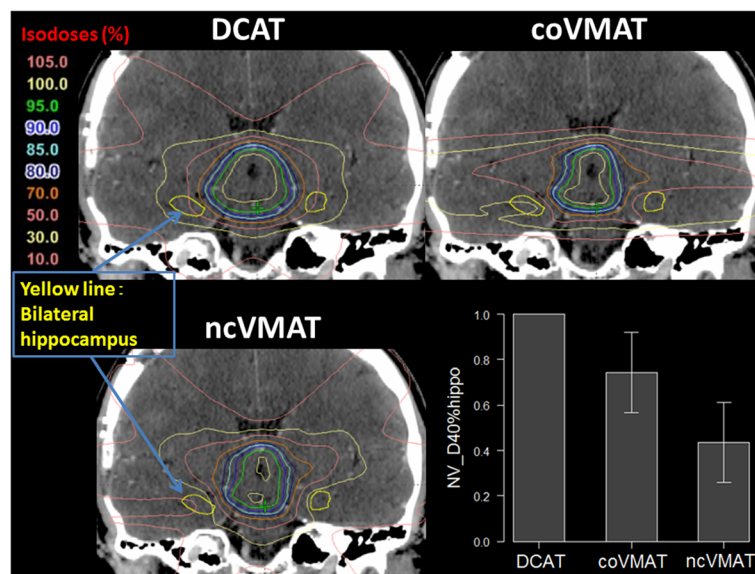 DCAT
coVMAT
Isodoses (%)
105.0
100.0
95.0
90.0
85.0
80.0
70.0
50.0
30.0
10.0
Yellow line :
Bilateral
hippocampus
ncVMAT
NV_D40%hippo
1.0
0.8
0.6
0.4
0.2
0.0
DCAT
coVMAT
ncVMAT